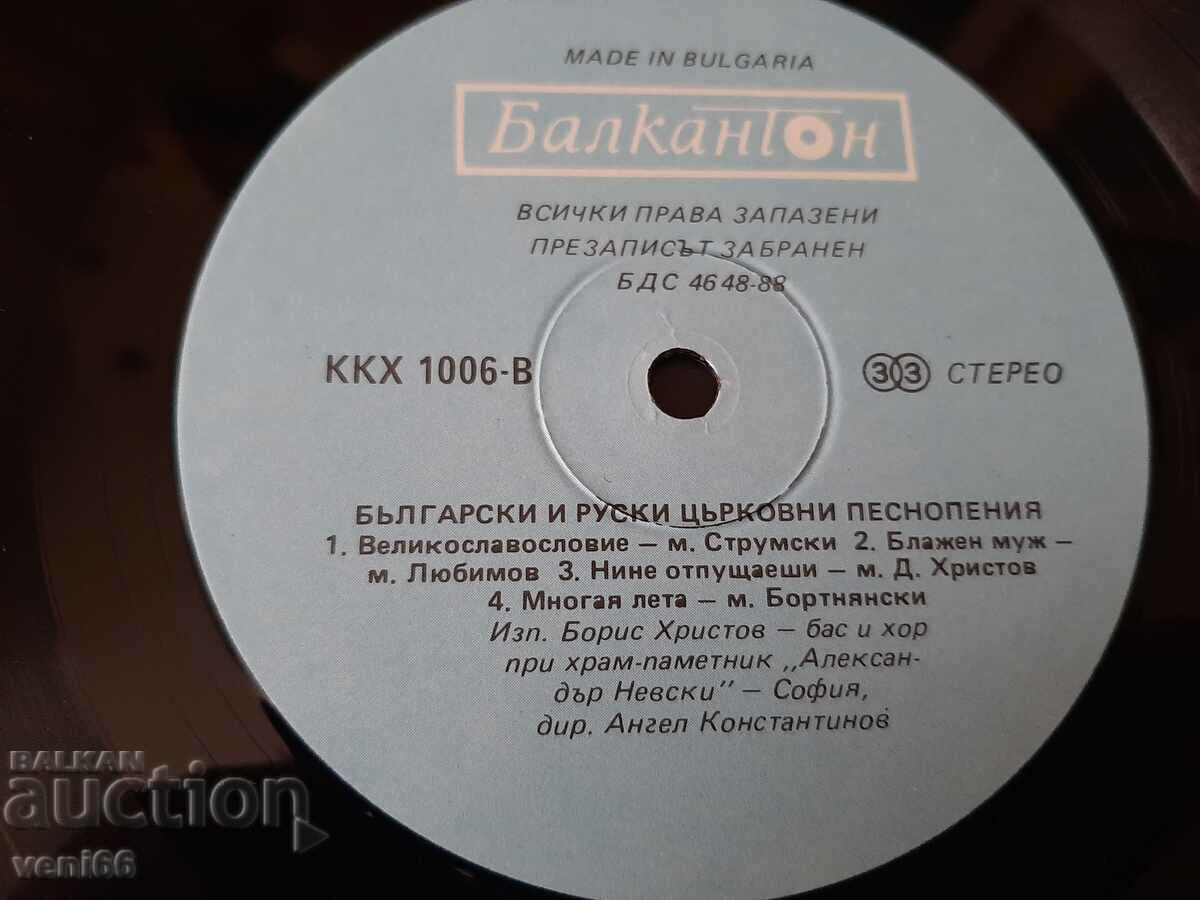 MADE IN BULGARIA
Балкантон
ВСИЧКИ ПРАВА ЗАПАЗЕНИ
ПРЕЗАПИСЪТ ЗАБРАНЕН
БДС 4648-88
ККХ 1006-В
33 СТЕРЕО
БЪЛГАРСКИ И РУСКИ ЦЪРКОВНИ ПЕСНОПЕНИЯ
1. Великославословие – м. Струмски 2. Блажен муж –
м. Любимов 3. Нине отпущаеши – м. Д. Христов
4. Многая лета – м. Бортнянски
Изп. Борис Христов – бас и хор
при храм-паметник „Алексан-
дър Невски" – София,
дир. Ангел Константинов
BALKAN
auction
veni66